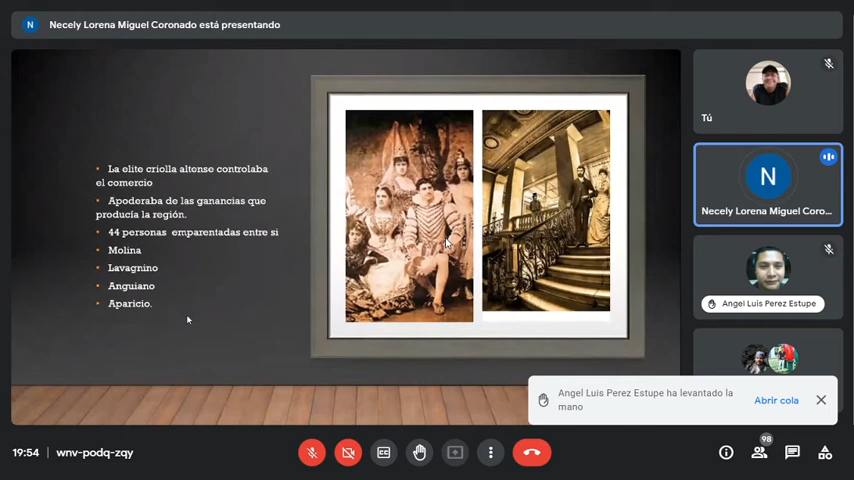 N Necely Lorena Miguel Coronado está presentando
• La elite criolla altense controlaba
el comercio
• Apoderaba de las ganancias que
producía la región.
• 44 personas emparentadas entre si
• Molina
• Lavagnino
• Anguiano
• Aparicio.
Tú
N
Necely Lorena Miguel Coro...
Angel Luis Perez Estupe
Angel Luis Perez Estupe ha levantado la
mano
Abrir cola
19:54 | wnv-podq-zqy
98